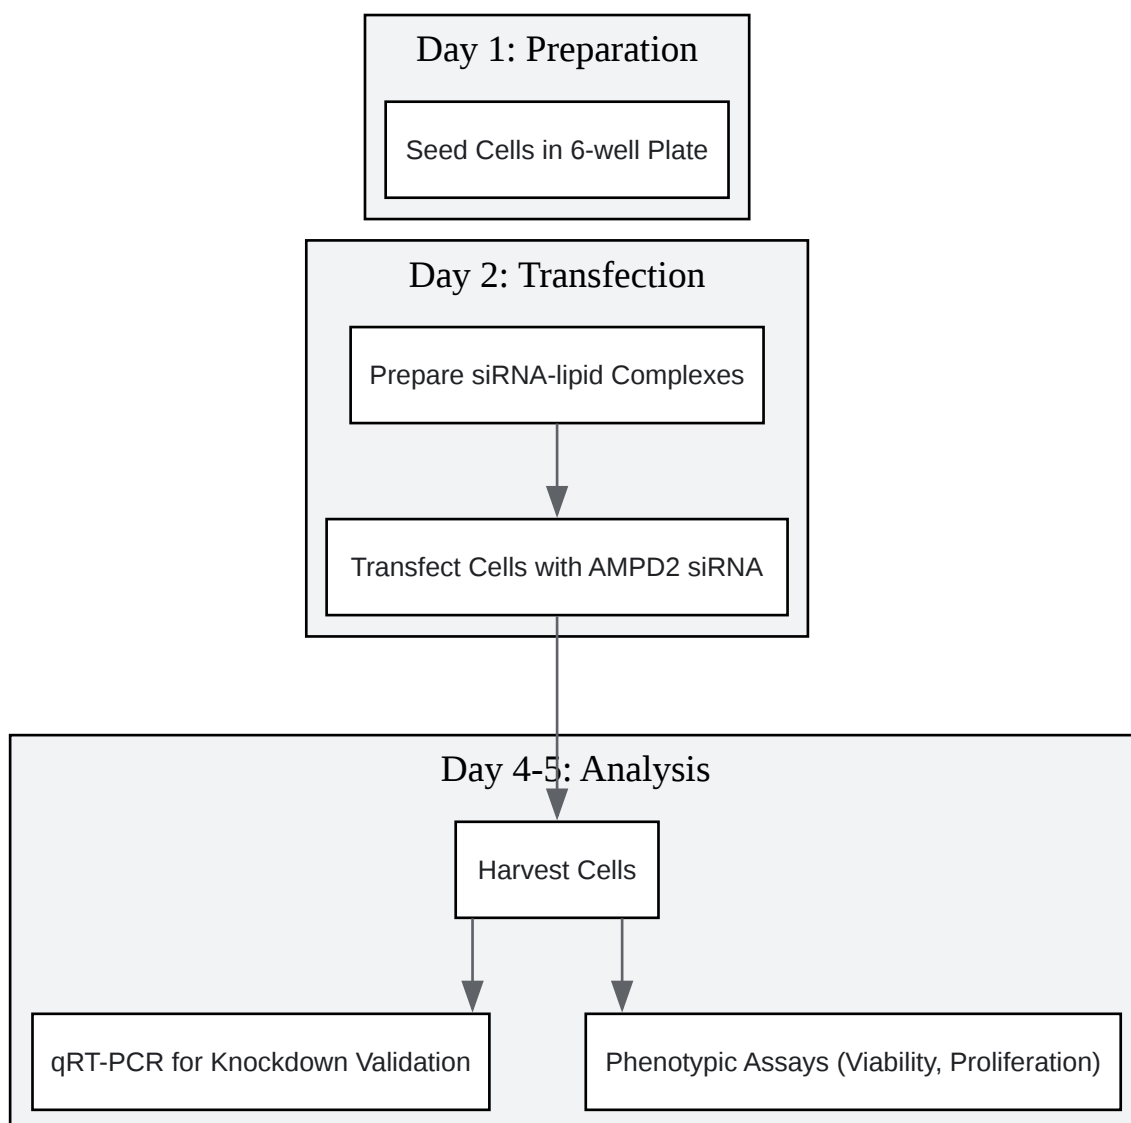 Day 1: Preparation
Seed Cells in 6-well Plate
Day 2: Transfection
Prepare siRNA-lipid Complexes
Transfect Cells with AMPD2 siRNA
Day 4-5: Analysis
Harvest Cells
qRT-PCR for Knockdown Validation
Phenotypic Assays (Viability, Proliferation)